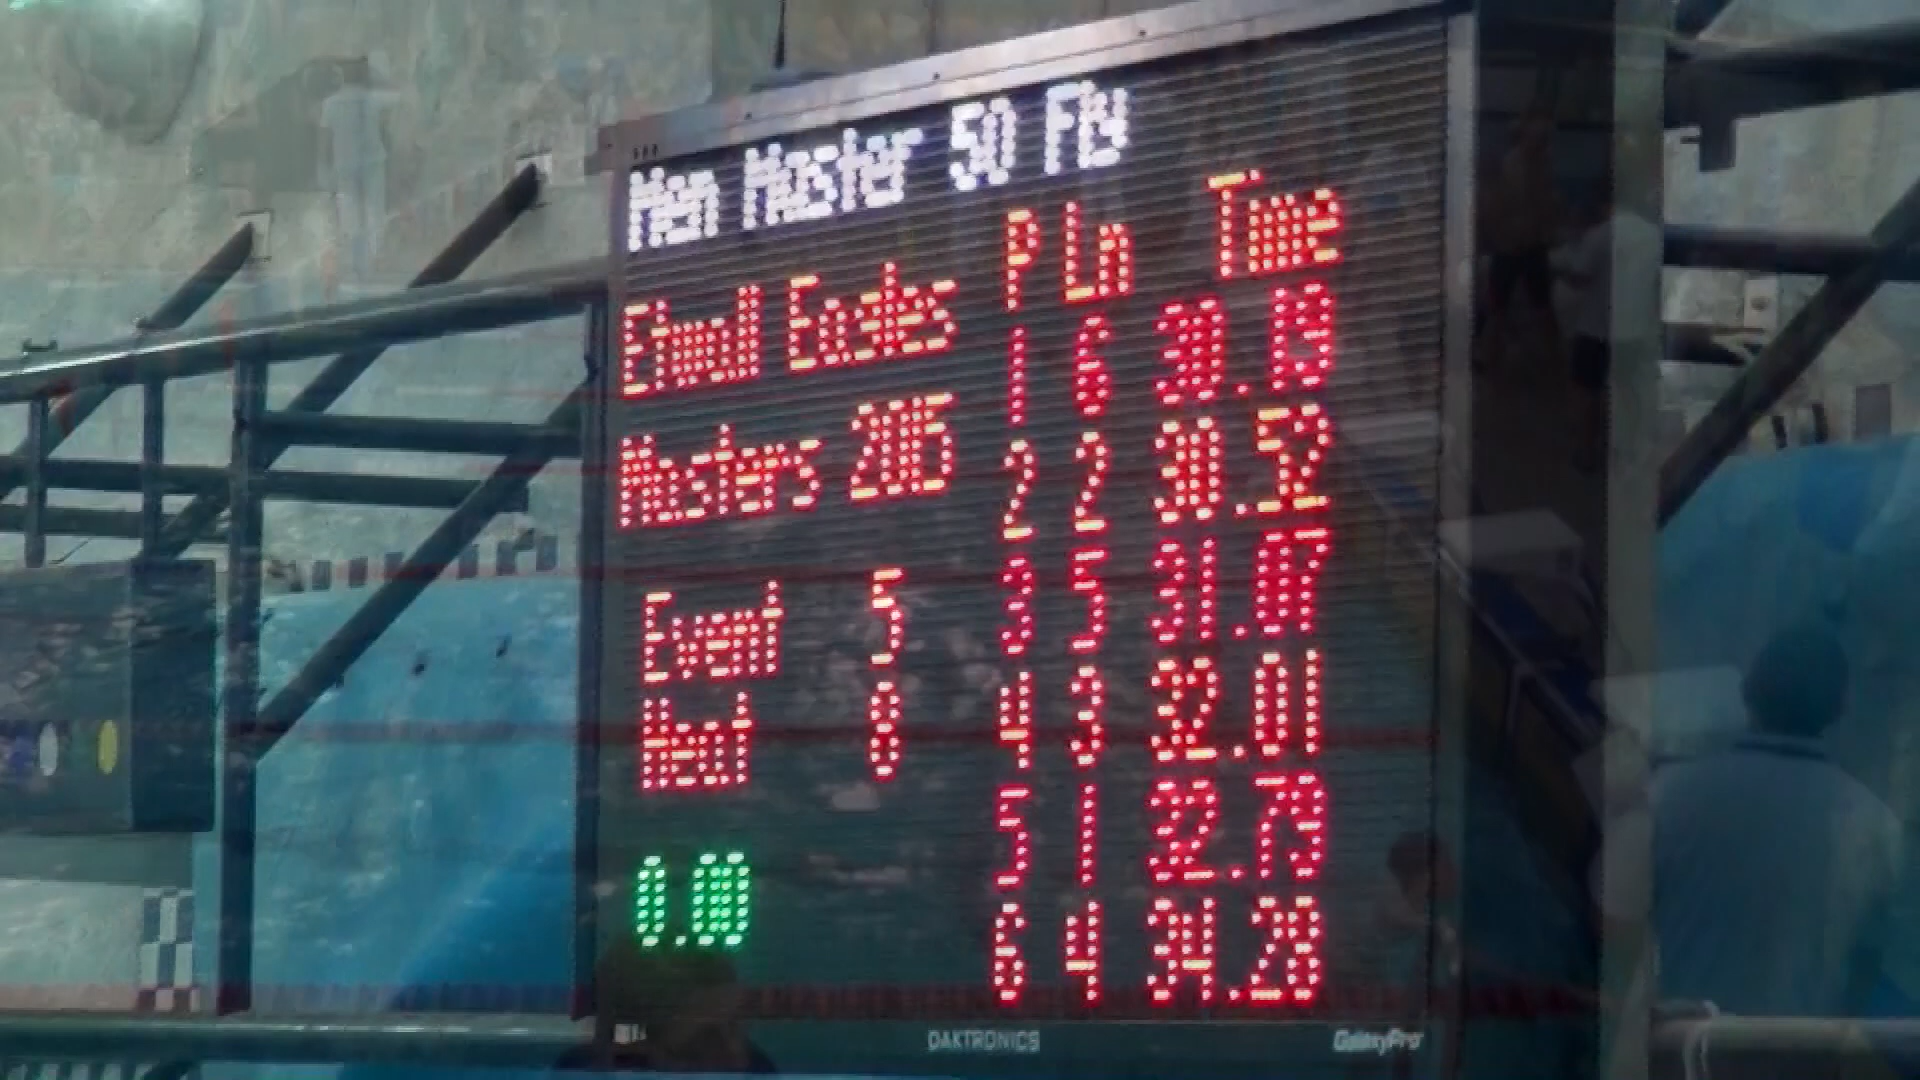 Men Master 50 Fly
P Ln Time
Ehnoll Eagles 1 6 30.19
Masters 2015 2 2 30.52
3 5 31.07
Event 5
4 3 32.01
Heat 8
5 1 32.79
0.00
6 4 34.28
DAKTRONICS GalaxyPro